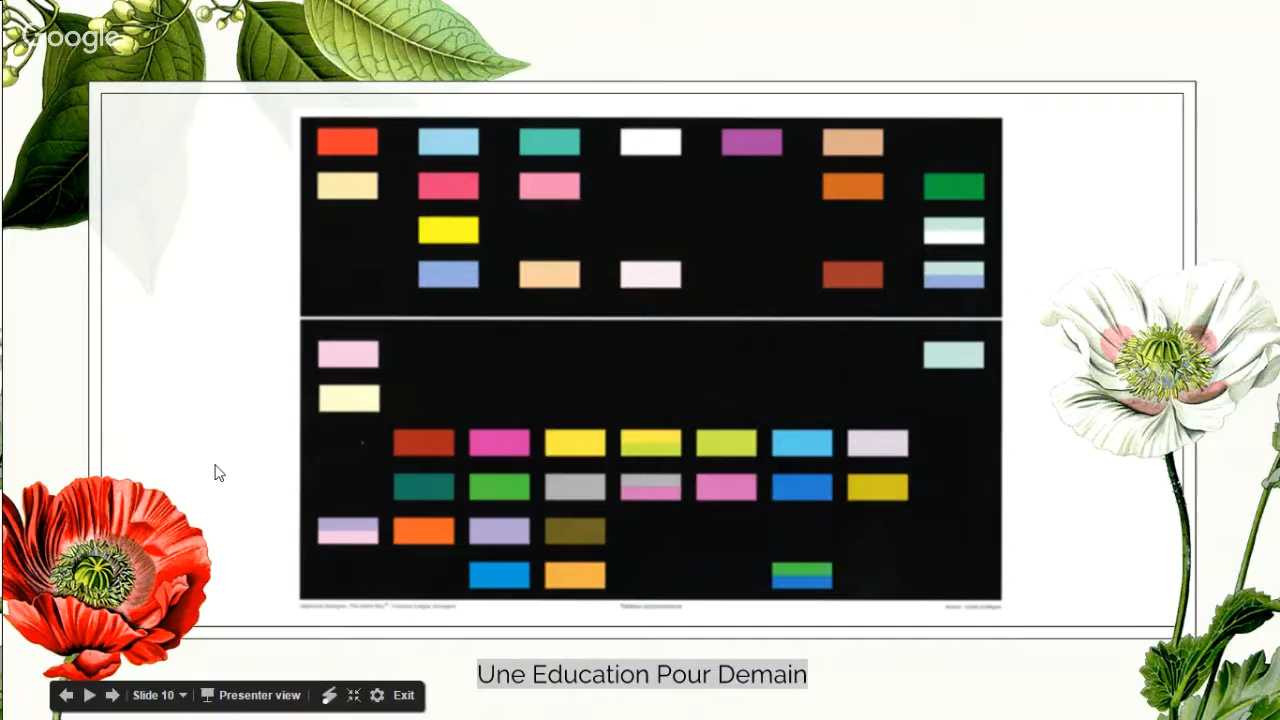 Google
Une Education Pour Demain
Slide 10
Presenter view
Exit